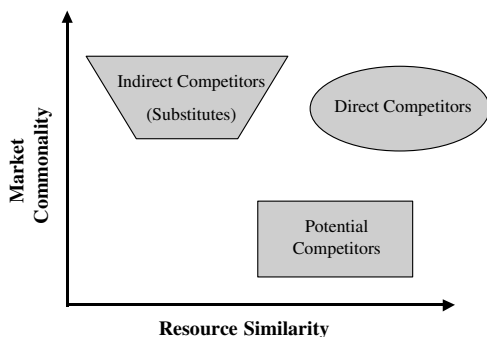 Indirect Competitors
(Substitutes)
Direct Competitors
Market
Commonality
Potential
Competitors
Resource Similarity